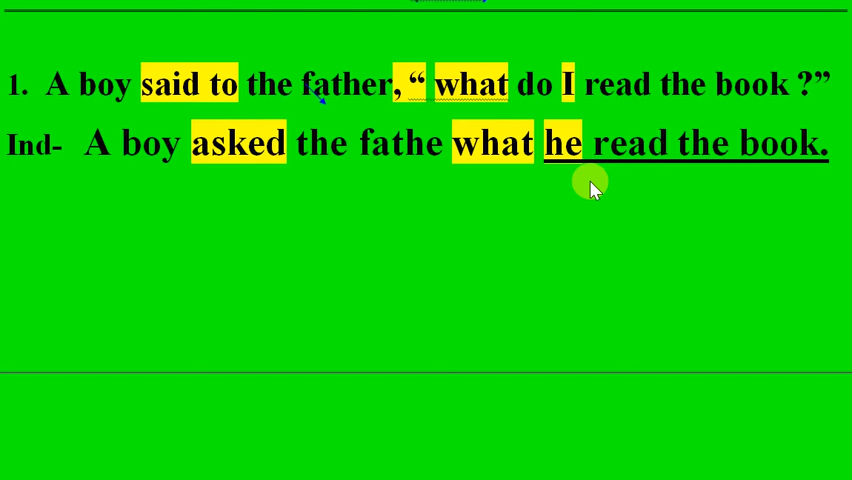 1. A boy said to the father, “ what do I read the book ?”
Ind- A boy asked the fathe what he read the book.